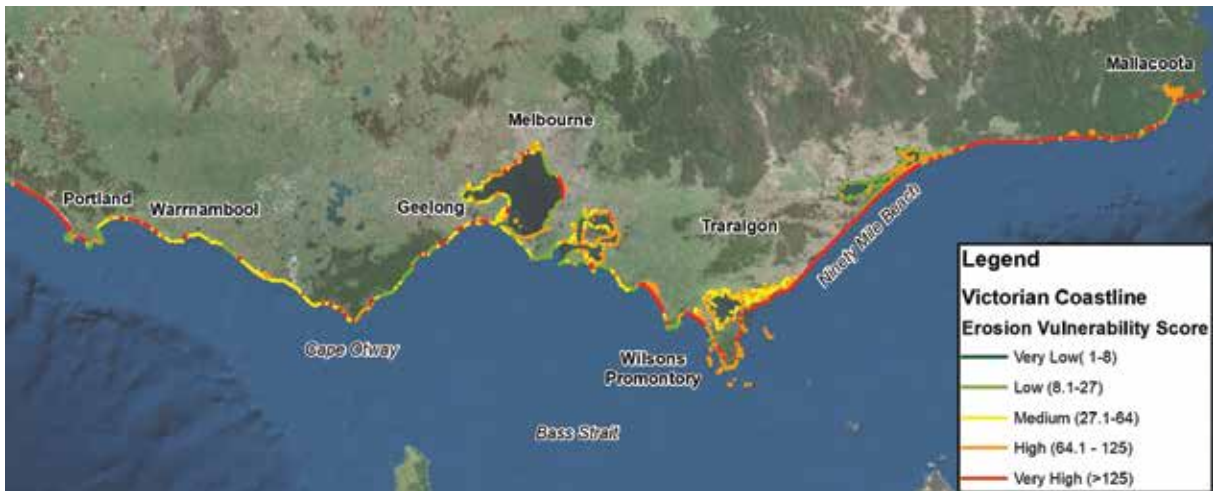 Mallacoota
Melbourne
Portland
Warrnambool
Geelong
Traralgon
Ninety Mile Beach
Cape Otway
Wilsons
Promontory
Bass Strait
Legend
Victorian Coastline
Erosion Vulnerability Score
Very Low( 1-8)
Low (8.1-27)
Medium (27.1-64)
High (64.1 - 125)
Very High (>125)